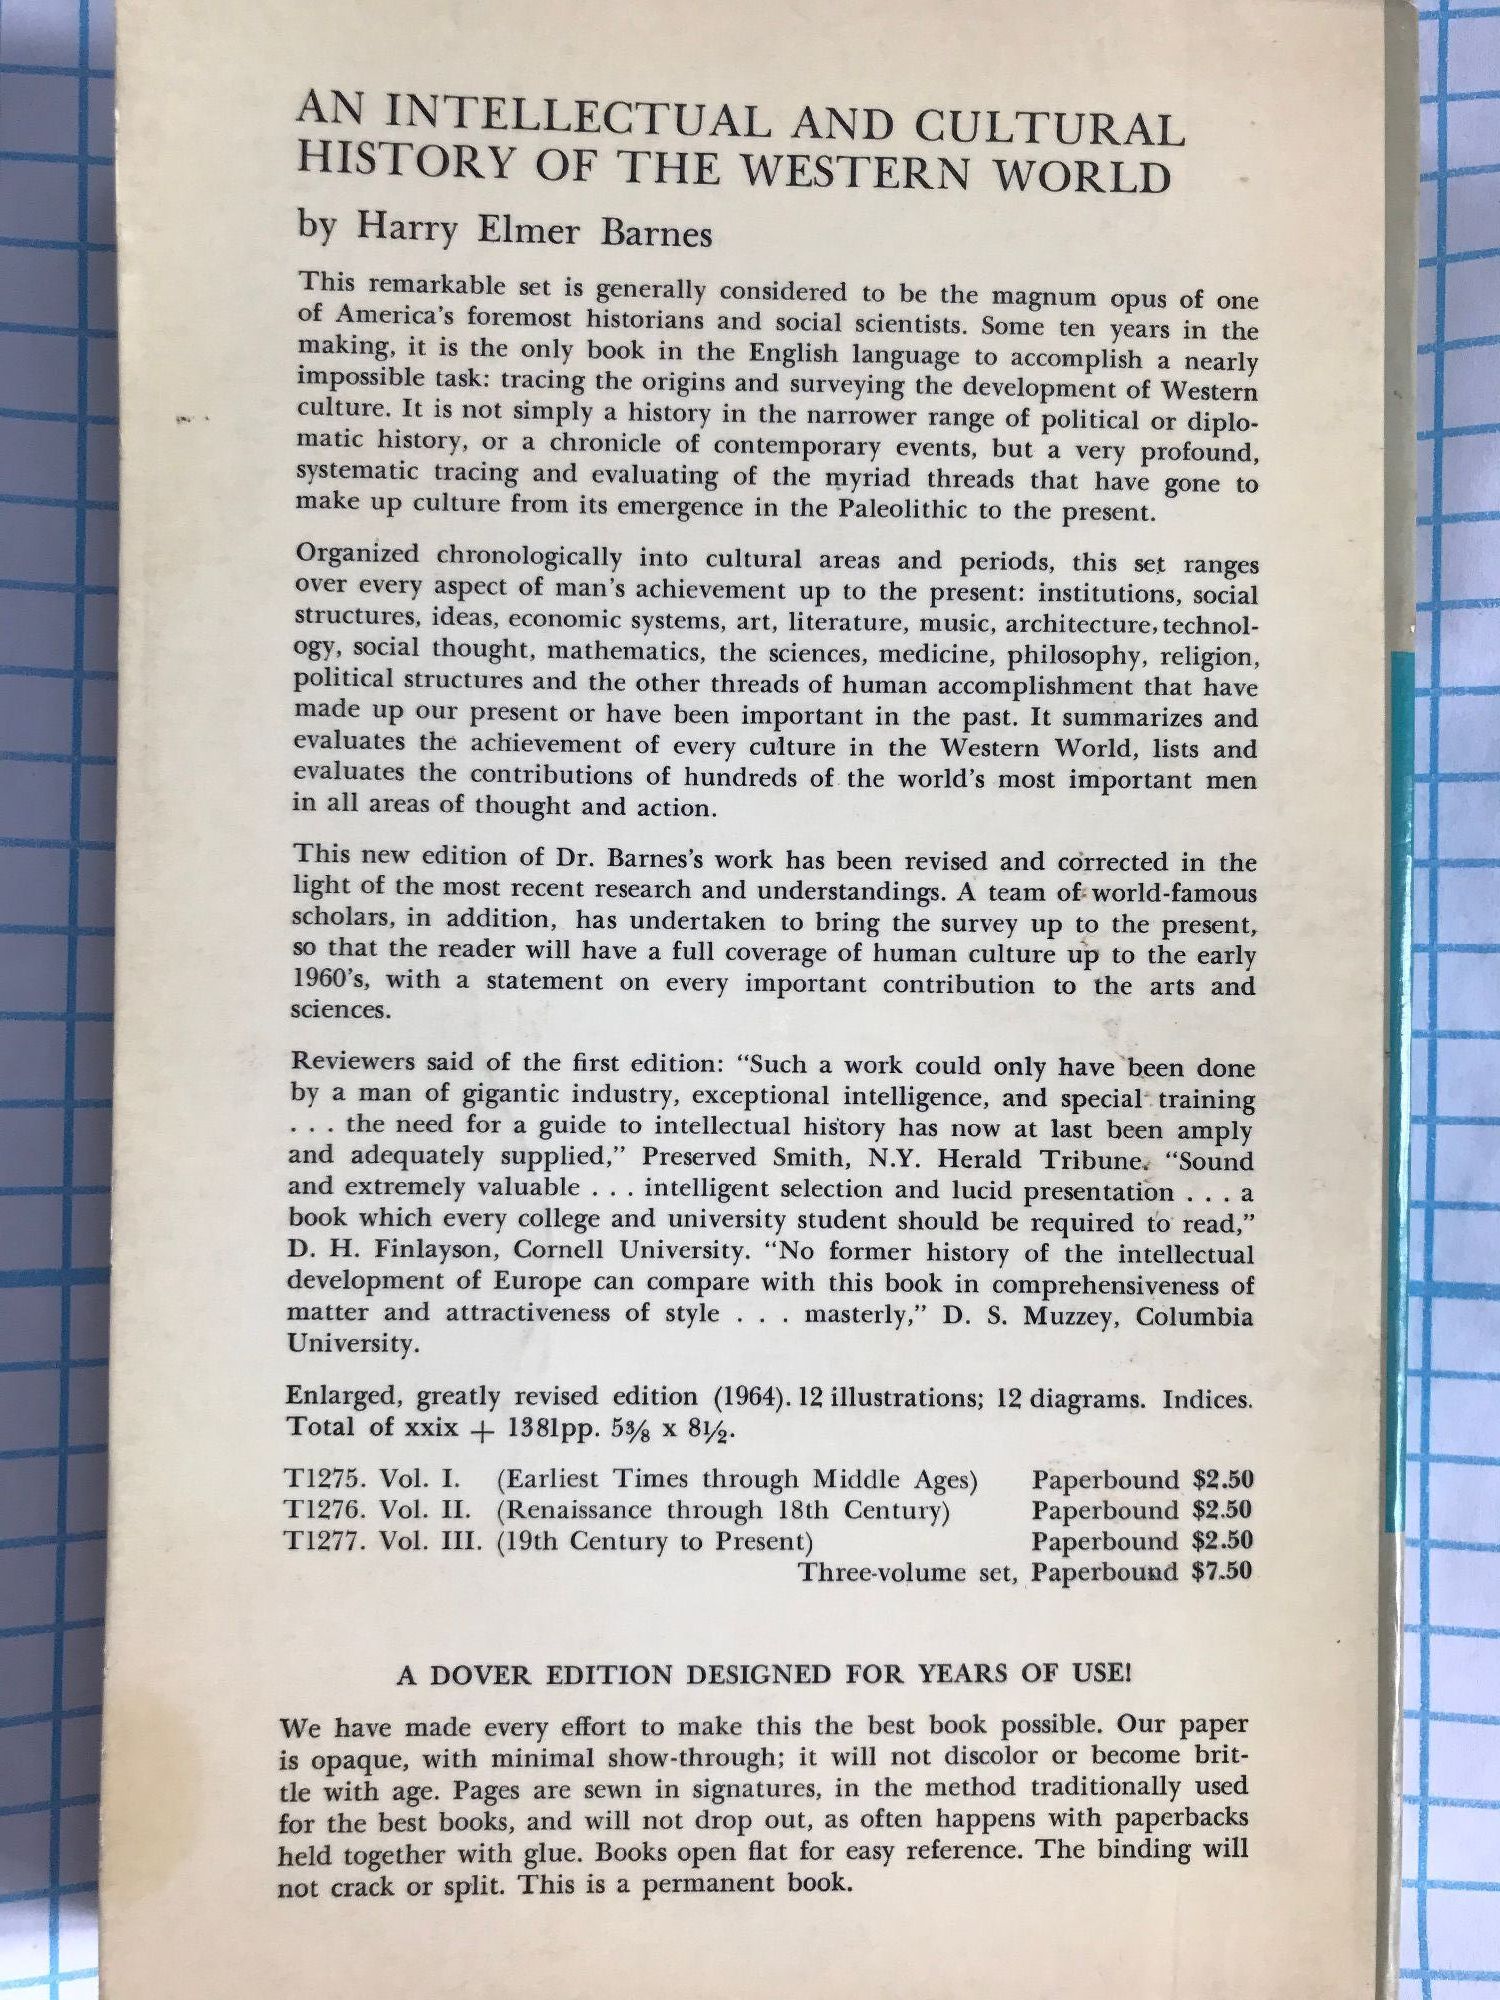 AN INTELLECTUAL AND CULTURAL
HISTORY OF THE WESTERN WORLD
by Harry Elmer Barnes
This remarkable set is generally considered to be the magnum opus of one
of America's foremost historians and social scientists. Some ten years in the
making, it is the only book in the English language to accomplish a nearly
impossible task: tracing the origins and surveying the development of Western
culture. It is not simply a history in the narrower range of political or diplo-
matic history, or a chronicle of contemporary events, but a very profound,
systematic tracing and evaluating of the myriad threads that have gone to
make up culture from its emergence in the Paleolithic to the present.
Organized chronologically into cultural areas and periods, this set ranges
over every aspect of man's achievement up to the present: institutions, social
structures, ideas, economic systems, art, literature, music, architecture, technol-
ogy, social thought, mathematics, the sciences, medicine, philosophy, religion,
political structures and the other threads of human accomplishment that have
made up our present or have been important in the past. It summarizes and
evaluates the achievement of every culture in the Western World, lists and
evaluates the contributions of hundreds of the world's most important men
in all areas of thought and action.
This new edition of Dr. Barnes's work has been revised and corrected in the
light of the most recent research and understandings. A team of world-famous
scholars, in addition, has undertaken to bring the survey up to the present,
so that the reader will have a full coverage of human culture up to the early
1960's, with a statement on every important contribution to the arts and
sciences.
Reviewers said of the first edition: "Such a work could only have been done
by a man of gigantic industry, exceptional intelligence, and special training
. . . the need for a guide to intellectual history has now at last been amply
and adequately supplied," Preserved Smith, N.Y. Herald Tribune. "Sound
and extremely valuable . . . intelligent selection and lucid presentation . . . a
book which every college and university student should be required to read,"
D. H. Finlayson, Cornell University. "No former history of the intellectual
development of Europe can compare with this book in comprehensiveness of
matter and attractiveness of style . . . masterly," D. S. Muzzey, Columbia
University.
Enlarged, greatly revised edition (1964). 12 illustrations; 12 diagrams. Indices.
Total of xxix + 1381pp. 5⅜ x 8½.
T1275. Vol. I. (Earliest Times through Middle Ages) Paperbound $2.50
T1276. Vol. II. (Renaissance through 18th Century) Paperbound $2.50
T1277. Vol. III. (19th Century to Present) Paperbound $2.50
Three-volume set, Paperbound $7.50
A DOVER EDITION DESIGNED FOR YEARS OF USE!
We have made every effort to make this the best book possible. Our paper
is opaque, with minimal show-through; it will not discolor or become brit-
tle with age. Pages are sewn in signatures, in the method traditionally used
for the best books, and will not drop out, as often happens with paperbacks
held together with glue. Books open flat for easy reference. The binding will
not crack or split. This is a permanent book.